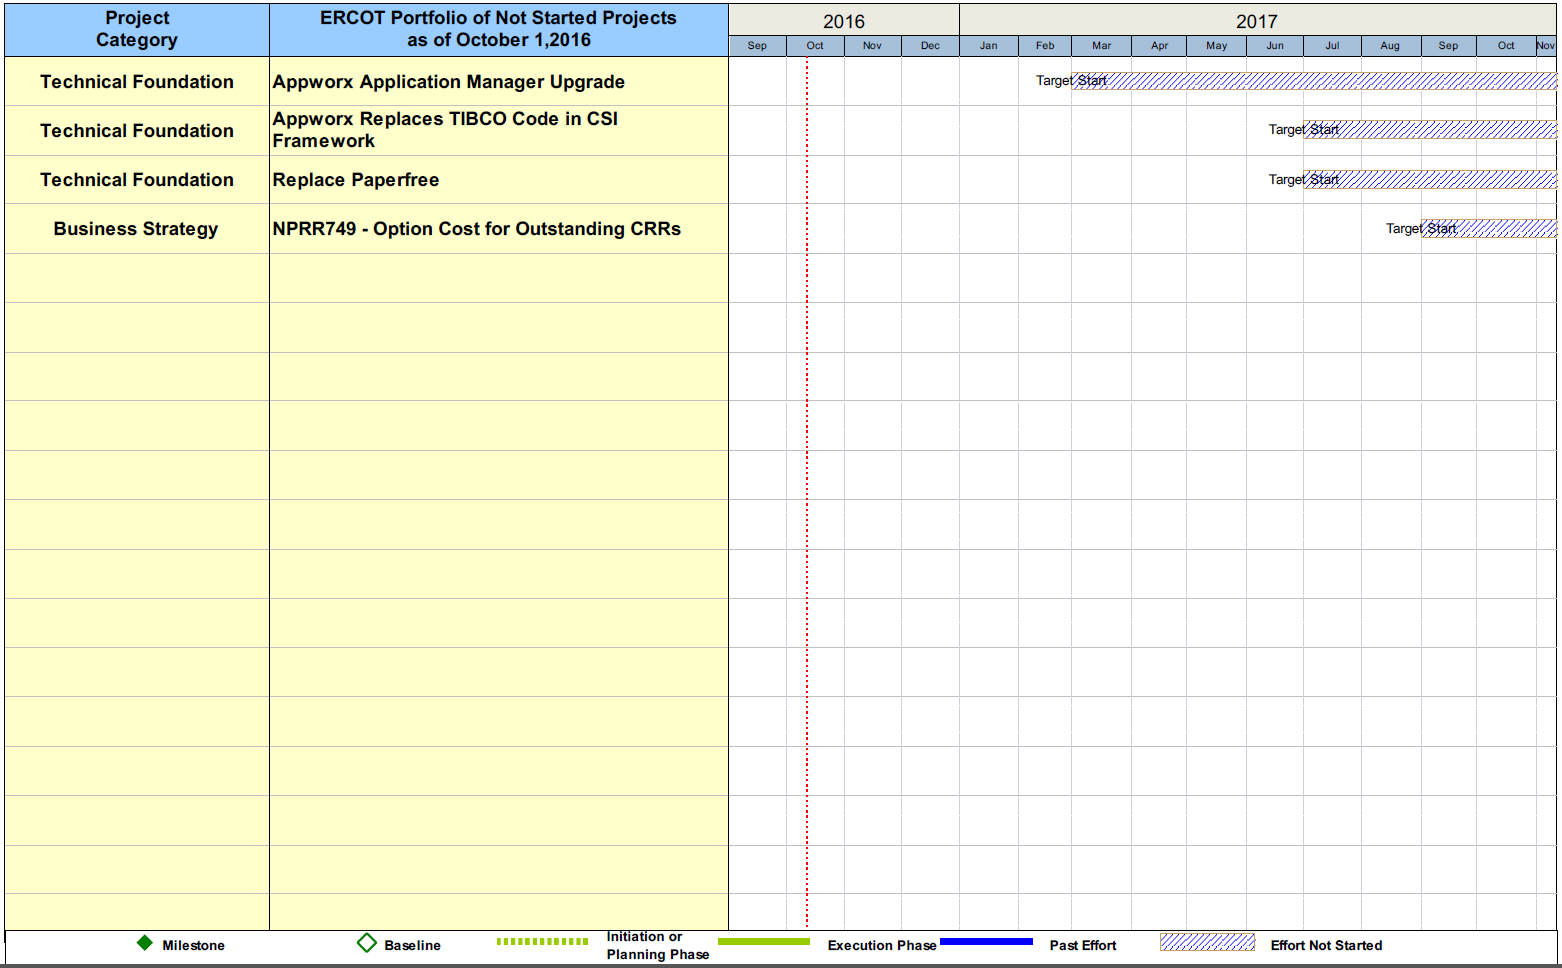 Project
Category
ERCOT Portfolio of Not Started Projects
as of October 1,2016
2016
2017
Sep Oct Nov Dec Jan Feb Mar Apr May Jun Jul Aug Sep Oct Nov
Technical Foundation
Appworx Application Manager Upgrade
Target Start
Technical Foundation
Appworx Replaces TIBCO Code in CSI
Framework
Target Start
Technical Foundation
Replace Paperfree
Target Start
Business Strategy
NPRR749 - Option Cost for Outstanding CRRs
Target Start
Milestone
Baseline
Initiation or
Planning Phase
Execution Phase
Past Effort
Effort Not Started